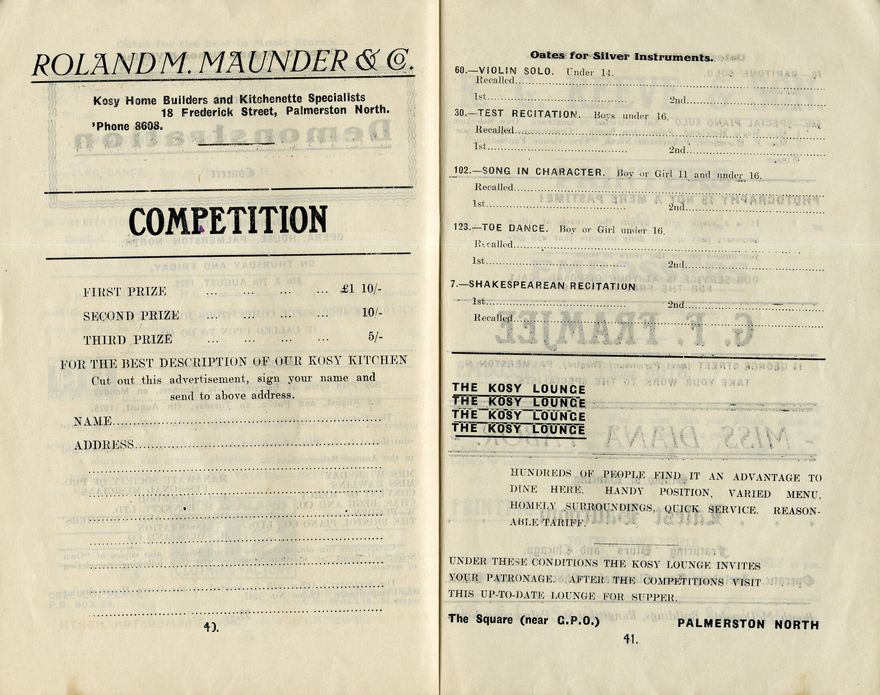 ROLAND M. MAUNDER & Co.
Kosy Home Builders and Kitchenette Specialists
18 Frederick Street, Palmerston North.
'Phone 8608.
COMPETITION
FIRST PRIZE ... ... ... ... £1 10/-
SECOND PRIZE ... ... ... ... 10/-
THIRD PRIZE ... ... ... ... 5/-
FOR THE BEST DESCRIPTION OF OUR KOSY KITCHEN
Cut out this advertisement, sign your name and
send to above address.
NAME
ADDRESS
40.
Oates for Silver Instruments.
60.—VIOLIN SOLO. Under 14.
Recalled
1st 2nd
30.—TEST RECITATION. Boys under 16.
Recalled
1st 2nd
102.—SONG IN CHARACTER. Boy or Girl 11 and under 16.
Recalled
1st 2nd
123.—TOE DANCE. Boy or Girl under 16.
Recalled
1st 2nd
7.—SHAKESPEAREAN RECITATION
1st 2nd
Recalled
THE KOSY LOUNGE
THE KOSY LOUNGE
THE KOSY LOUNGE
THE KOSY LOUNGE
HUNDREDS OF PEOPLE FIND IT AN ADVANTAGE TO
DINE HERE. HANDY POSITION, VARIED MENU,
HOMELY SURROUNDINGS, QUICK SERVICE. REASON-
ABLE TARIFF.
UNDER THESE CONDITIONS THE KOSY LOUNGE INVITES
YOUR PATRONAGE. AFTER THE COMPETITIONS VISIT
THIS UP-TO-DATE LOUNGE FOR SUPPER.
The Square (near C.P.O.) PALMERSTON NORTH
41.